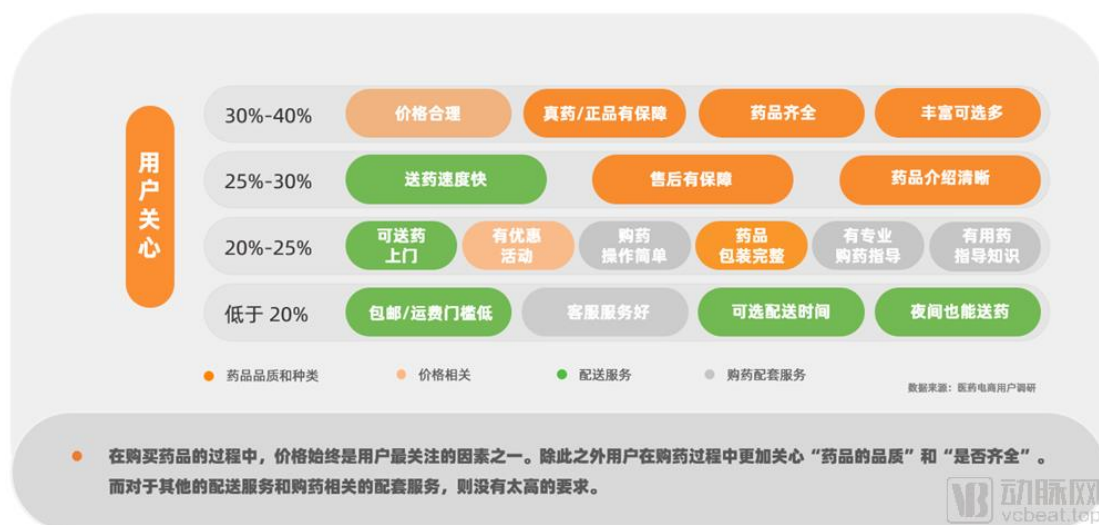 用户关心
30%-40%
价格合理
真药/正品有保障
药品齐全
丰富可选多
25%-30%
送药速度快
售后有保障
药品介绍清晰
20%-25%
可送药
上门
有优惠
活动
购药
操作简单
药品
包装完整
有专业
购药指导
有用药
指导知识
低于 20%
包邮/运费门槛低
客服服务好
可选配送时间
夜间也能送药
药品品质和种类
价格相关
配送服务
购药配套服务
数据来源：医药电商用户调研
在购买药品的过程中，价格始终是用户最关注的因素之一。除此之外用户在购药过程中更加关心“药品的品质”和“是否齐全”。
而对于其他的配送服务和购药相关的配套服务，则没有太高的要求。
动脉网
vcbeat.top